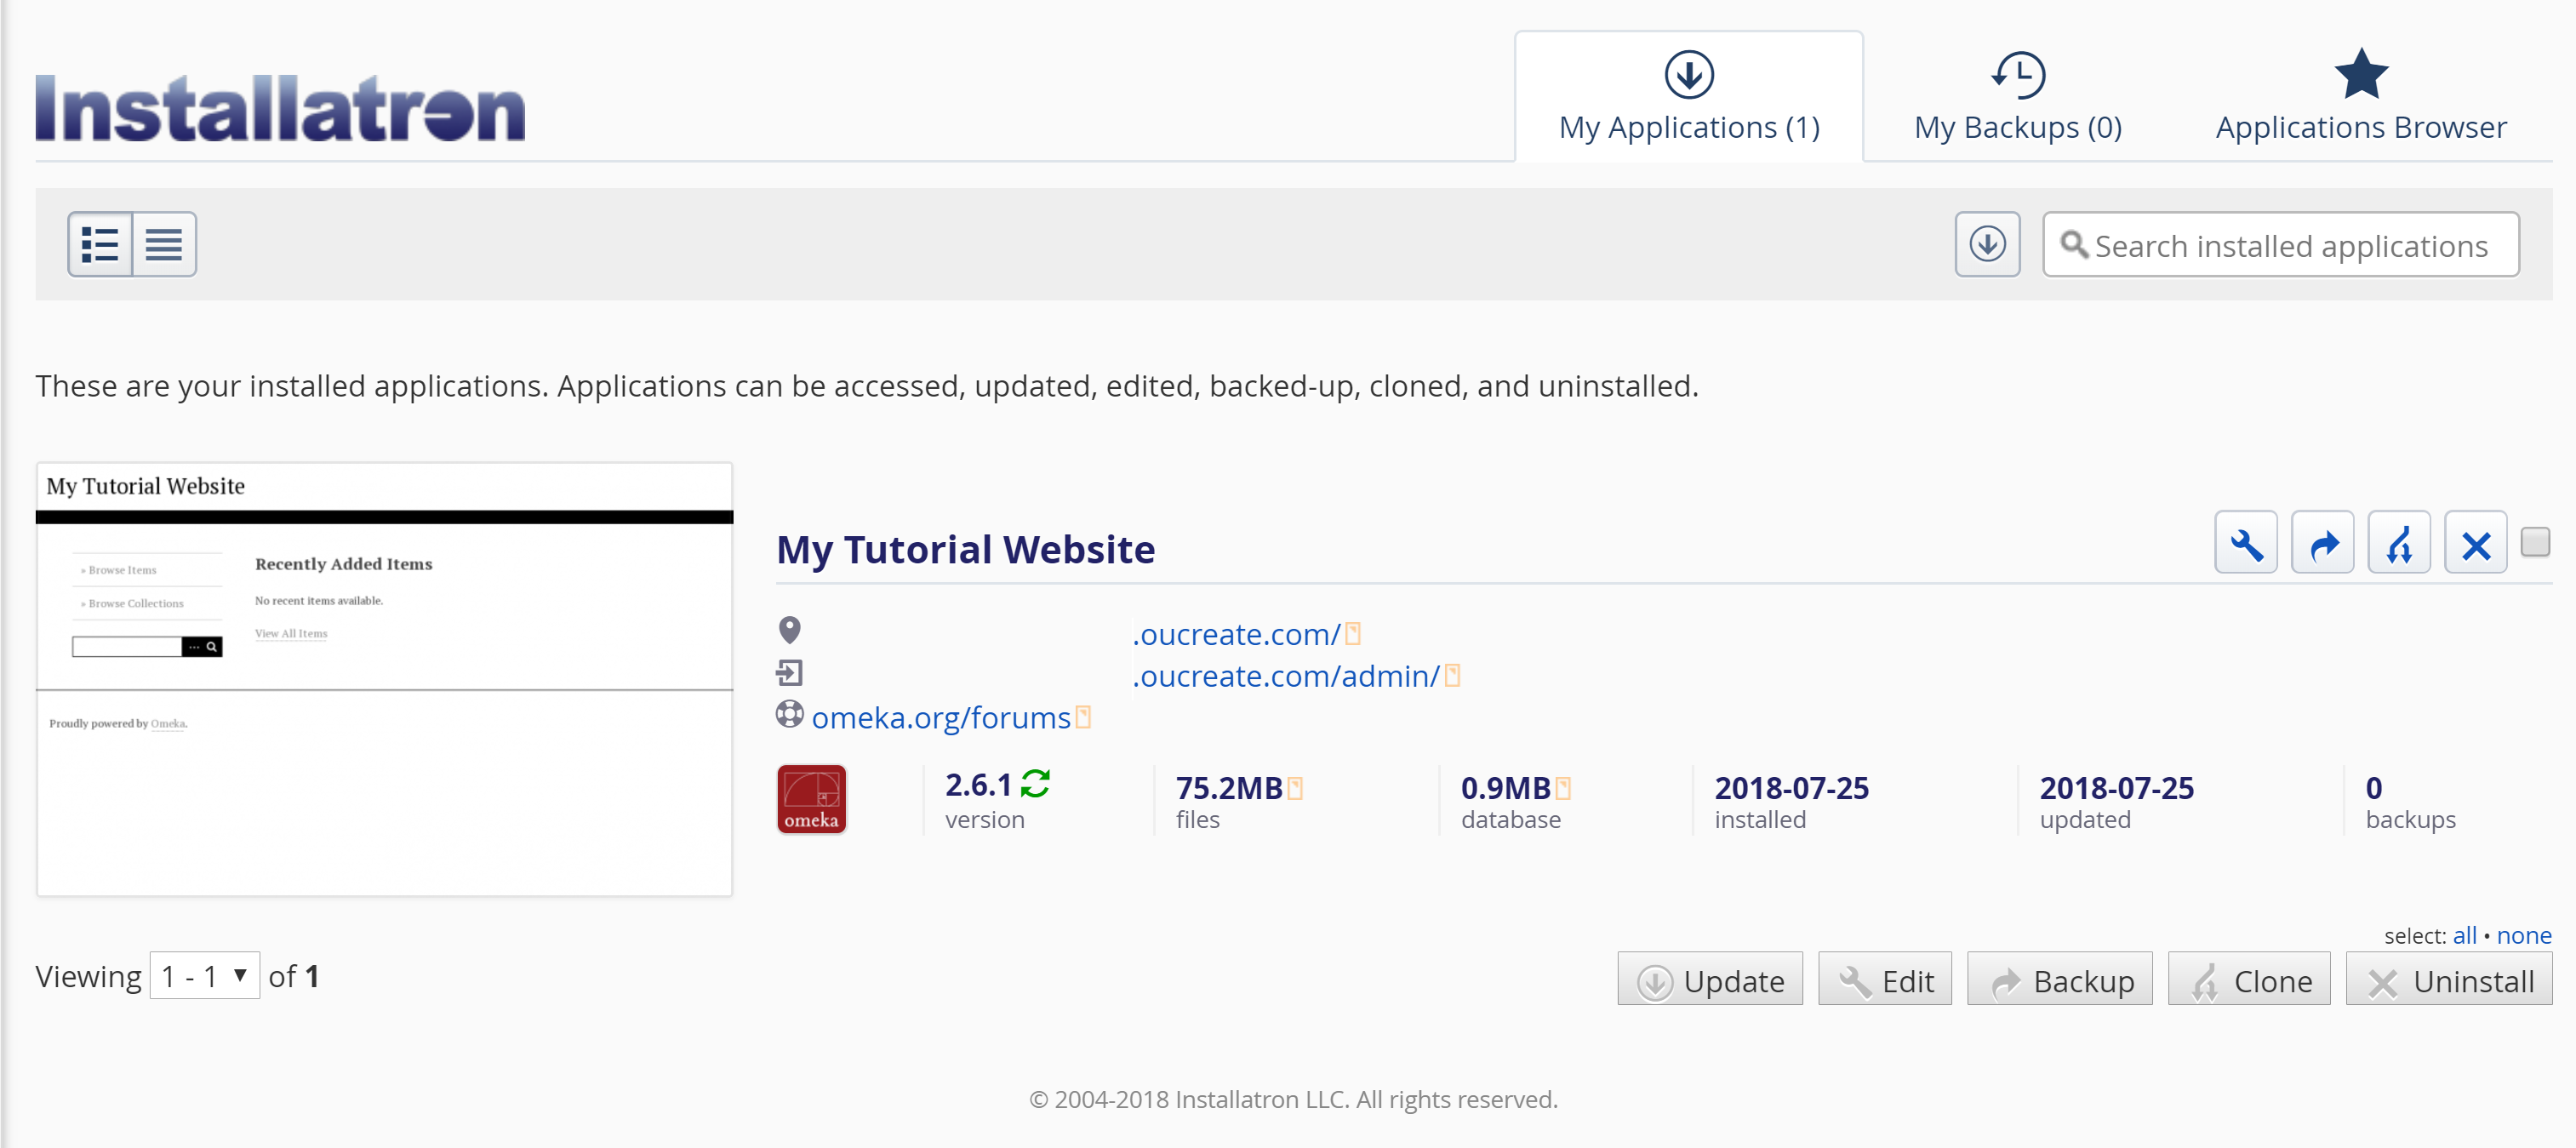 Installatron
My Applications (1)
My Backups (0)
Applications Browser
Search installed applications
These are your installed applications. Applications can be accessed, updated, edited, backed-up, cloned, and uninstalled.
My Tutorial Website
» Browse Items
» Browse Collections
Recently Added Items
No recent items available.
View All Items
Proudly powered by Omeka.
My Tutorial Website
.oucreate.com/
.oucreate.com/admin/
omeka.org/forums
omeka
2.6.1
version
75.2MB
files
0.9MB
database
2018-07-25
installed
2018-07-25
updated
0
backups
select: all • none
Viewing 1 - 1 of 1
Update
Edit
Backup
Clone
Uninstall
© 2004-2018 Installatron LLC. All rights reserved.